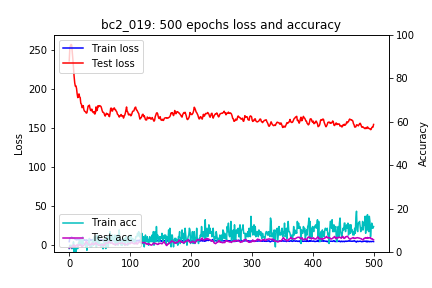 bc2_019: 500 epochs loss and accuracy
Train loss
Test loss
Train acc
Test acc
Loss
250
200
150
100
50
0
Accuracy
100
80
60
40
20
0
0 100 200 300 400 500